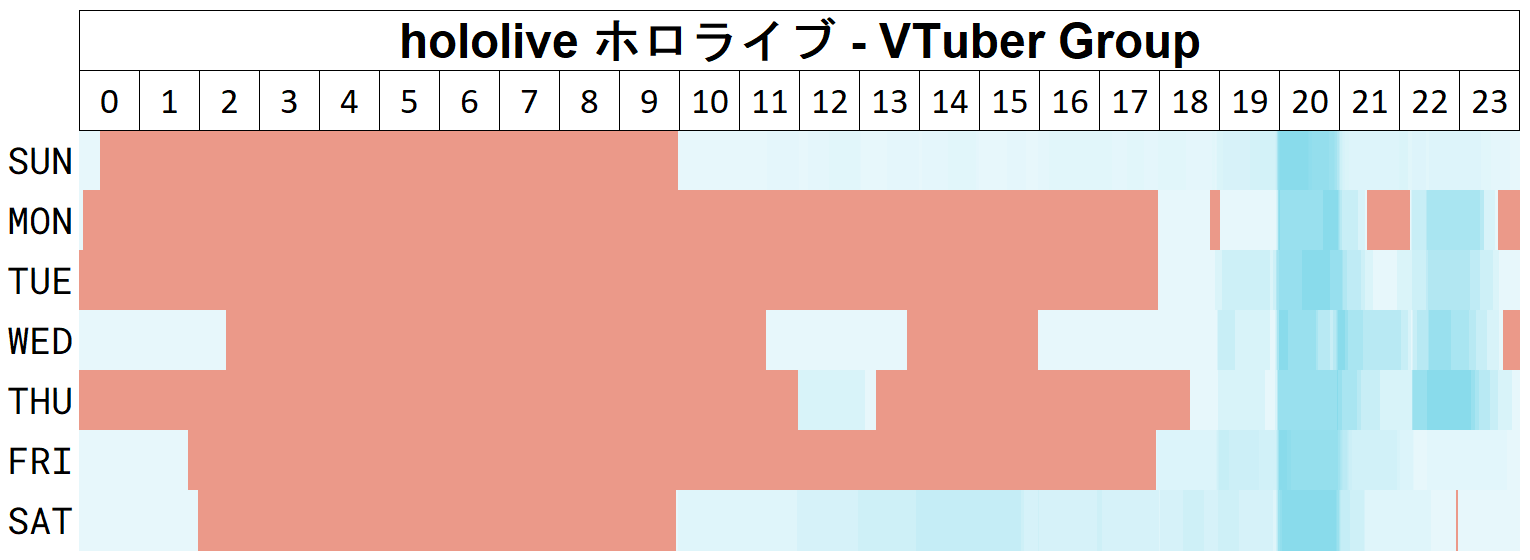 hololive ホロライブ - VTuber Group
0 1 2 3 4 5 6 7 8 9 10 11 12 13 14 15 16 17 18 19 20 21 22 23
SUN
MON
TUE
WED
THU
FRI
SAT